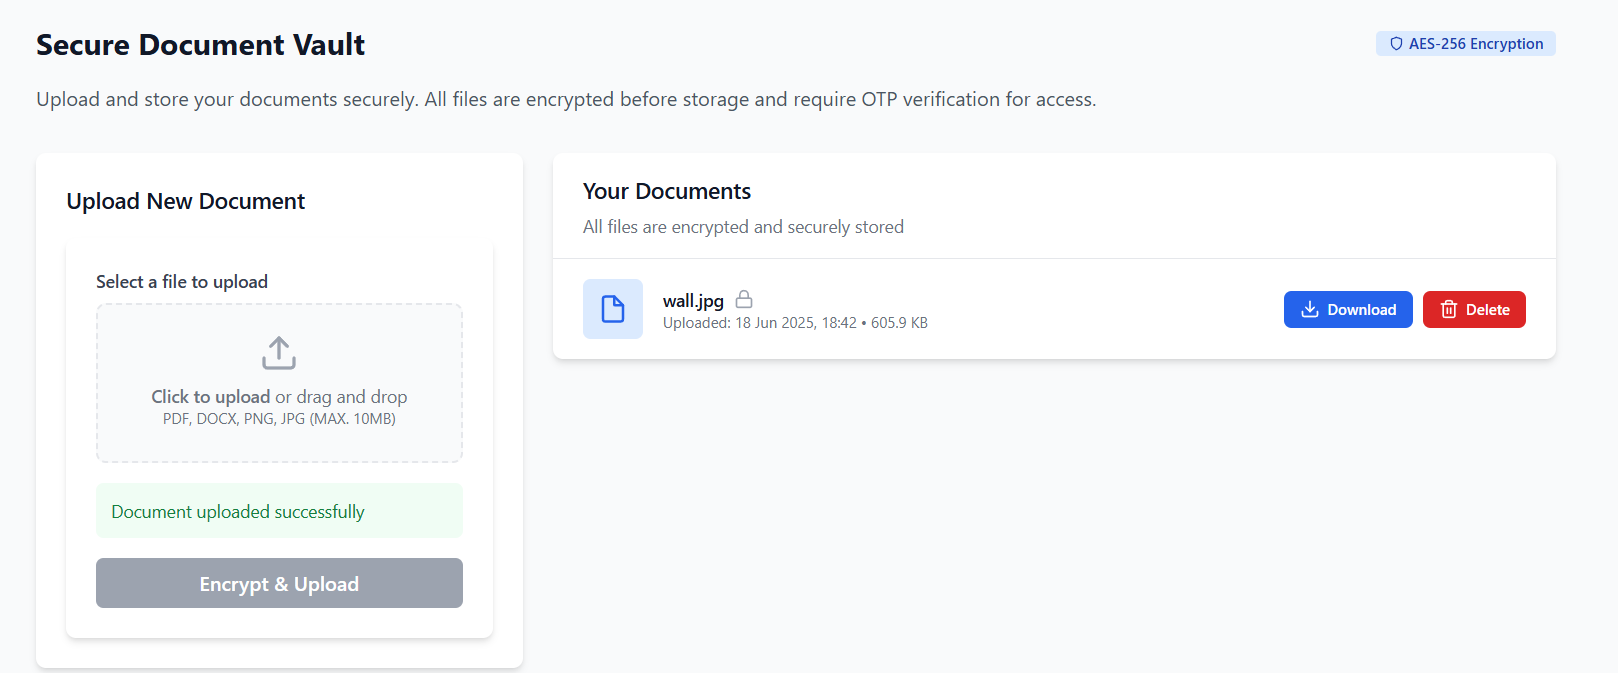 Secure Document Vault
AES-256 Encryption
Upload and store your documents securely. All files are encrypted before storage and require OTP verification for access.
Upload New Document
Select a file to upload
Click to upload or drag and drop
PDF, DOCX, PNG, JPG (MAX. 10MB)
Document uploaded successfully
Encrypt & Upload
Your Documents
All files are encrypted and securely stored
wall.jpg
Uploaded: 18 Jun 2025, 18:42 • 605.9 KB
Download
Delete